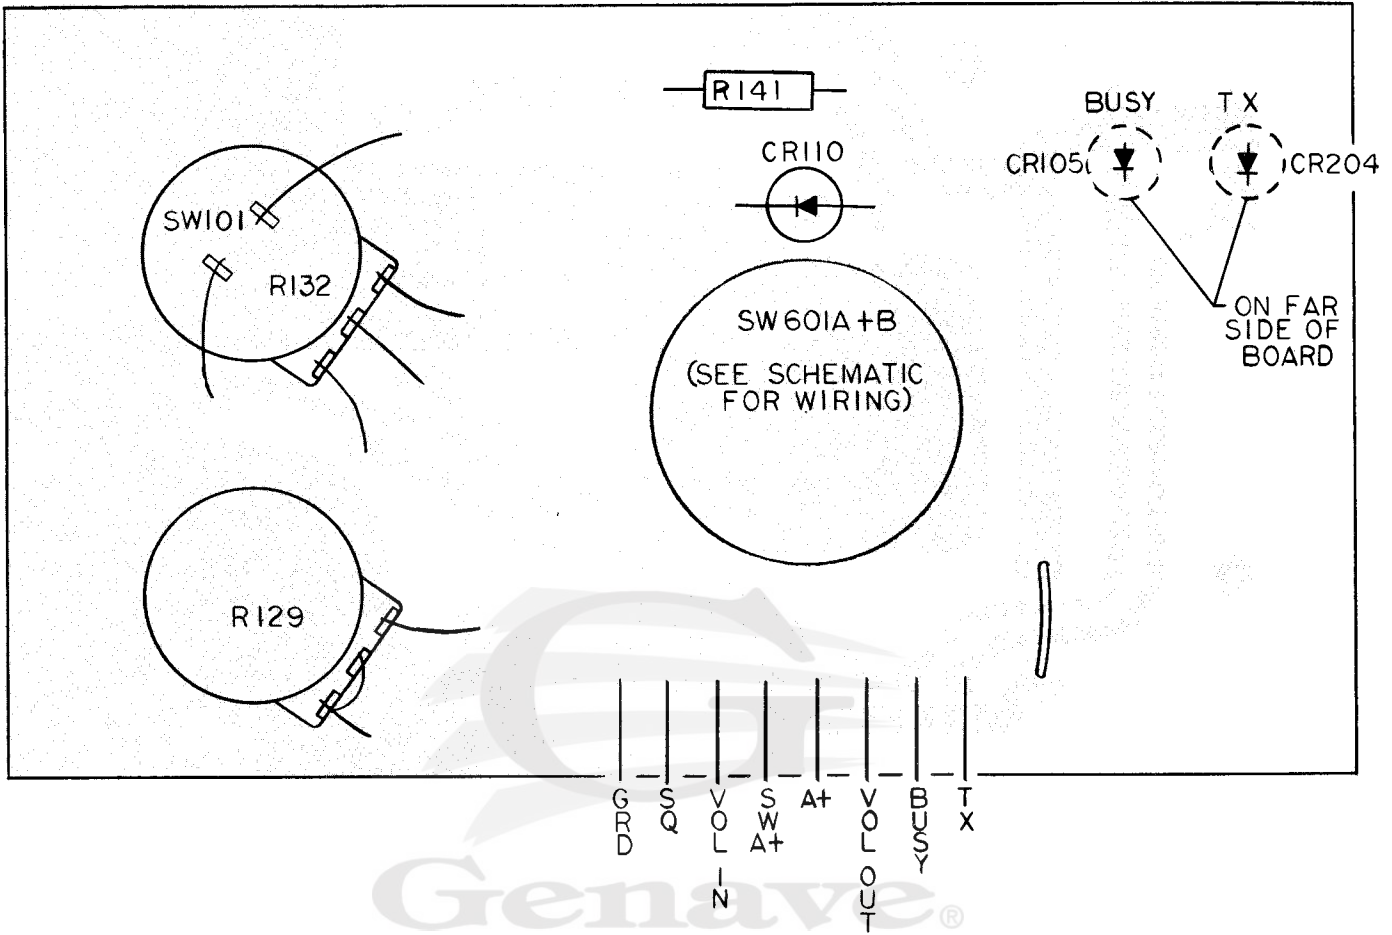 R141
BUSY
TX
CR110
CR105
CR204
SW101
R132
ON FAR
SIDE OF
BOARD
SW601A+B
(SEE SCHEMATIC
FOR WIRING)
R129
GRD
SQ
VOL IN
SW A+
A+
VOL OUT
BUSY
TX
Genave®